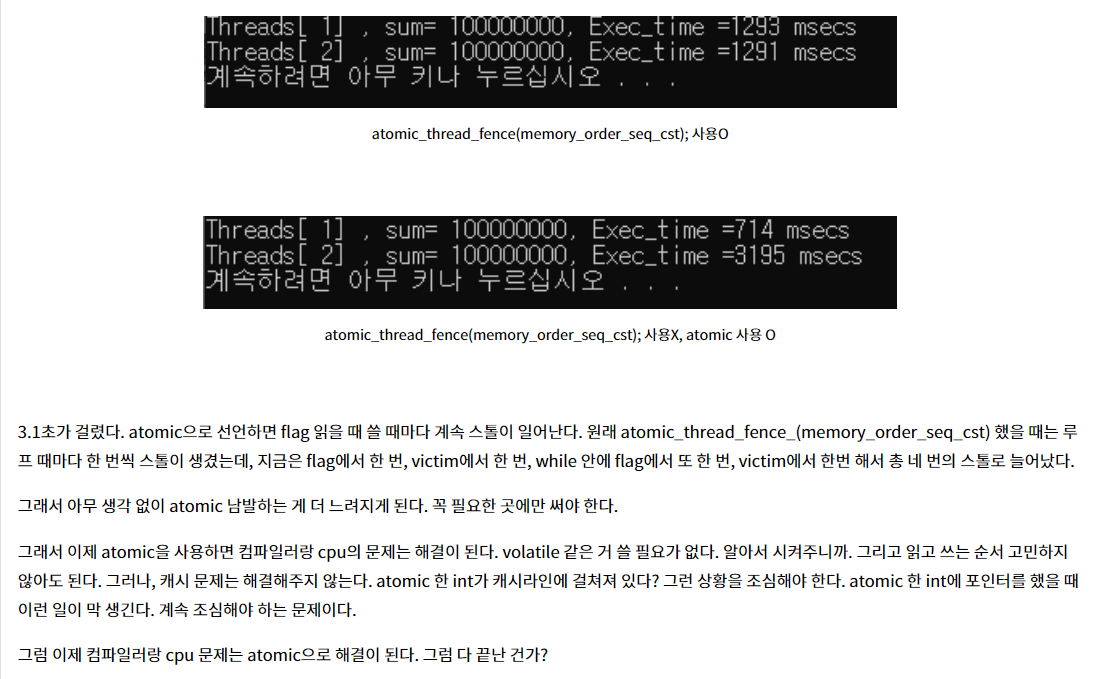 Threads[ 1] , sum= 100000000, Exec_time =1293 msecs
Threads[ 2] , sum= 100000000, Exec_time =1291 msecs
계속하려면 아무 키나 누르십시오 . . .
atomic_thread_fence(memory_order_seq_cst); 사용O
Threads[ 1] , sum= 100000000, Exec_time =714 msecs
Threads[ 2] , sum= 100000000, Exec_time =3195 msecs
계속하려면 아무 키나 누르십시오 . . .
atomic_thread_fence(memory_order_seq_cst); 사용X, atomic 사용 O
3.1초가 걸렸다. atomic으로 선언하면 flag 읽을 때 쓸 때마다 계속 스톨이 일어난다. 원래 atomic_thread_fence_(memory_order_seq_cst) 했을 때는 루
프 때마다 한 번씩 스톨이 생겼는데, 지금은 flag에서 한 번, victim에서 한 번, while 안에 flag에서 또 한 번, victim에서 한번 해서 총 네 번의 스톨로 늘어났다.
그래서 아무 생각 없이 atomic 남발하는 게 더 느려지게 된다. 꼭 필요한 곳에만 써야 한다.
그래서 이제 atomic을 사용하면 컴파일러랑 cpu의 문제는 해결이 된다. volatile 같은 거 쓸 필요가 없다. 알아서 시켜주니까. 그리고 읽고 쓰는 순서 고민하지
않아도 된다. 그러나, 캐시 문제는 해결해주지 않는다. atomic 한 int가 캐시라인에 걸쳐져 있다? 그런 상황을 조심해야 한다. atomic 한 int에 포인터를 했을 때
이런 일이 막 생긴다. 계속 조심해야 하는 문제이다.
그럼 이제 컴파일러랑 cpu 문제는 atomic으로 해결이 된다. 그럼 다 끝난 건가?